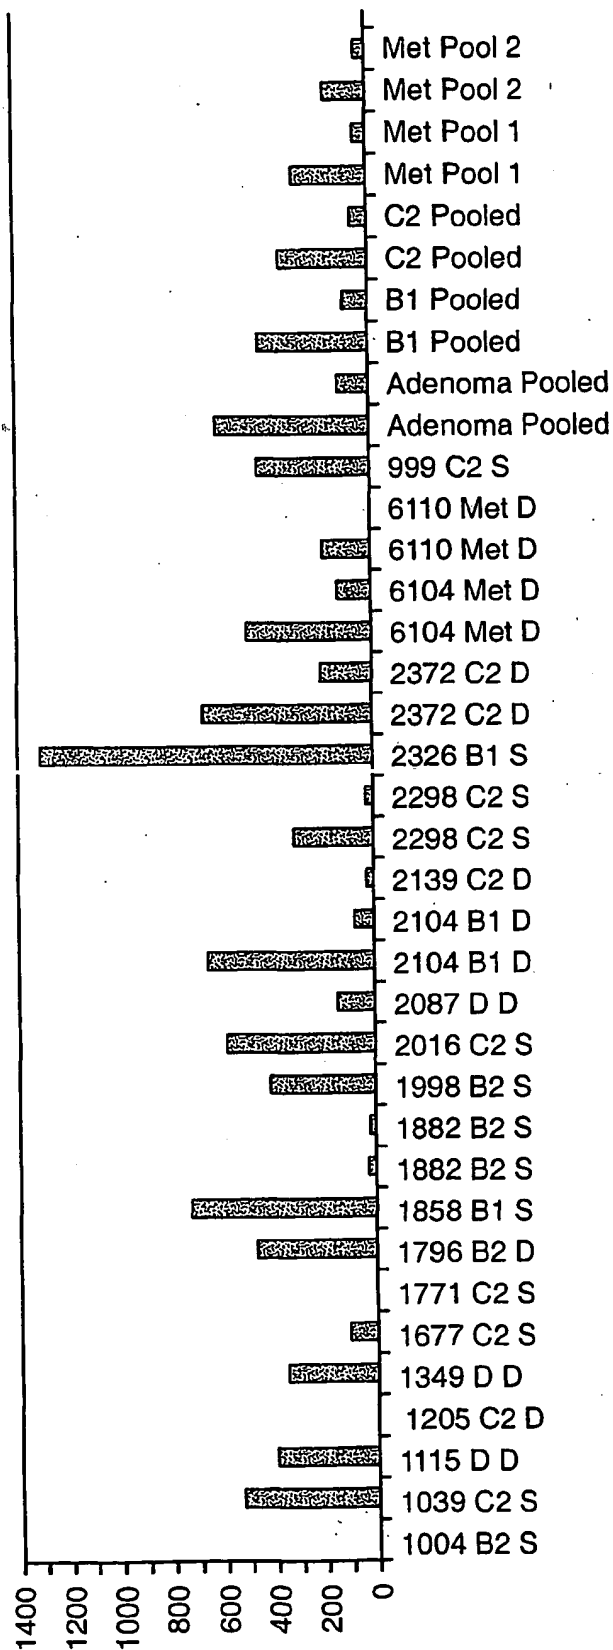 Met Pool 2
Met Pool 2
Met Pool 1
Met Pool 1
C2 Pooled
C2 Pooled
B1 Pooled
B1 Pooled
Adenoma Pooled
Adenoma Pooled
999 C2 S
6110 Met D
6110 Met D
6104 Met D
6104 Met D
2372 C2 D
2372 C2 D
2326 B1 S
2298 C2 S
2298 C2 S
2139 C2 D
2104 B1 D
2104 B1 D
2087 D D
2016 C2 S
1998 B2 S
1882 B2 S
1882 B2 S
1858 B1 S
1796 B2 D
1771 C2 S
1677 C2 S
1349 D D
1205 C2 D
1115 D D
1039 C2 S
1004 B2 S
1400
1200
1000
800
600
400
200
0